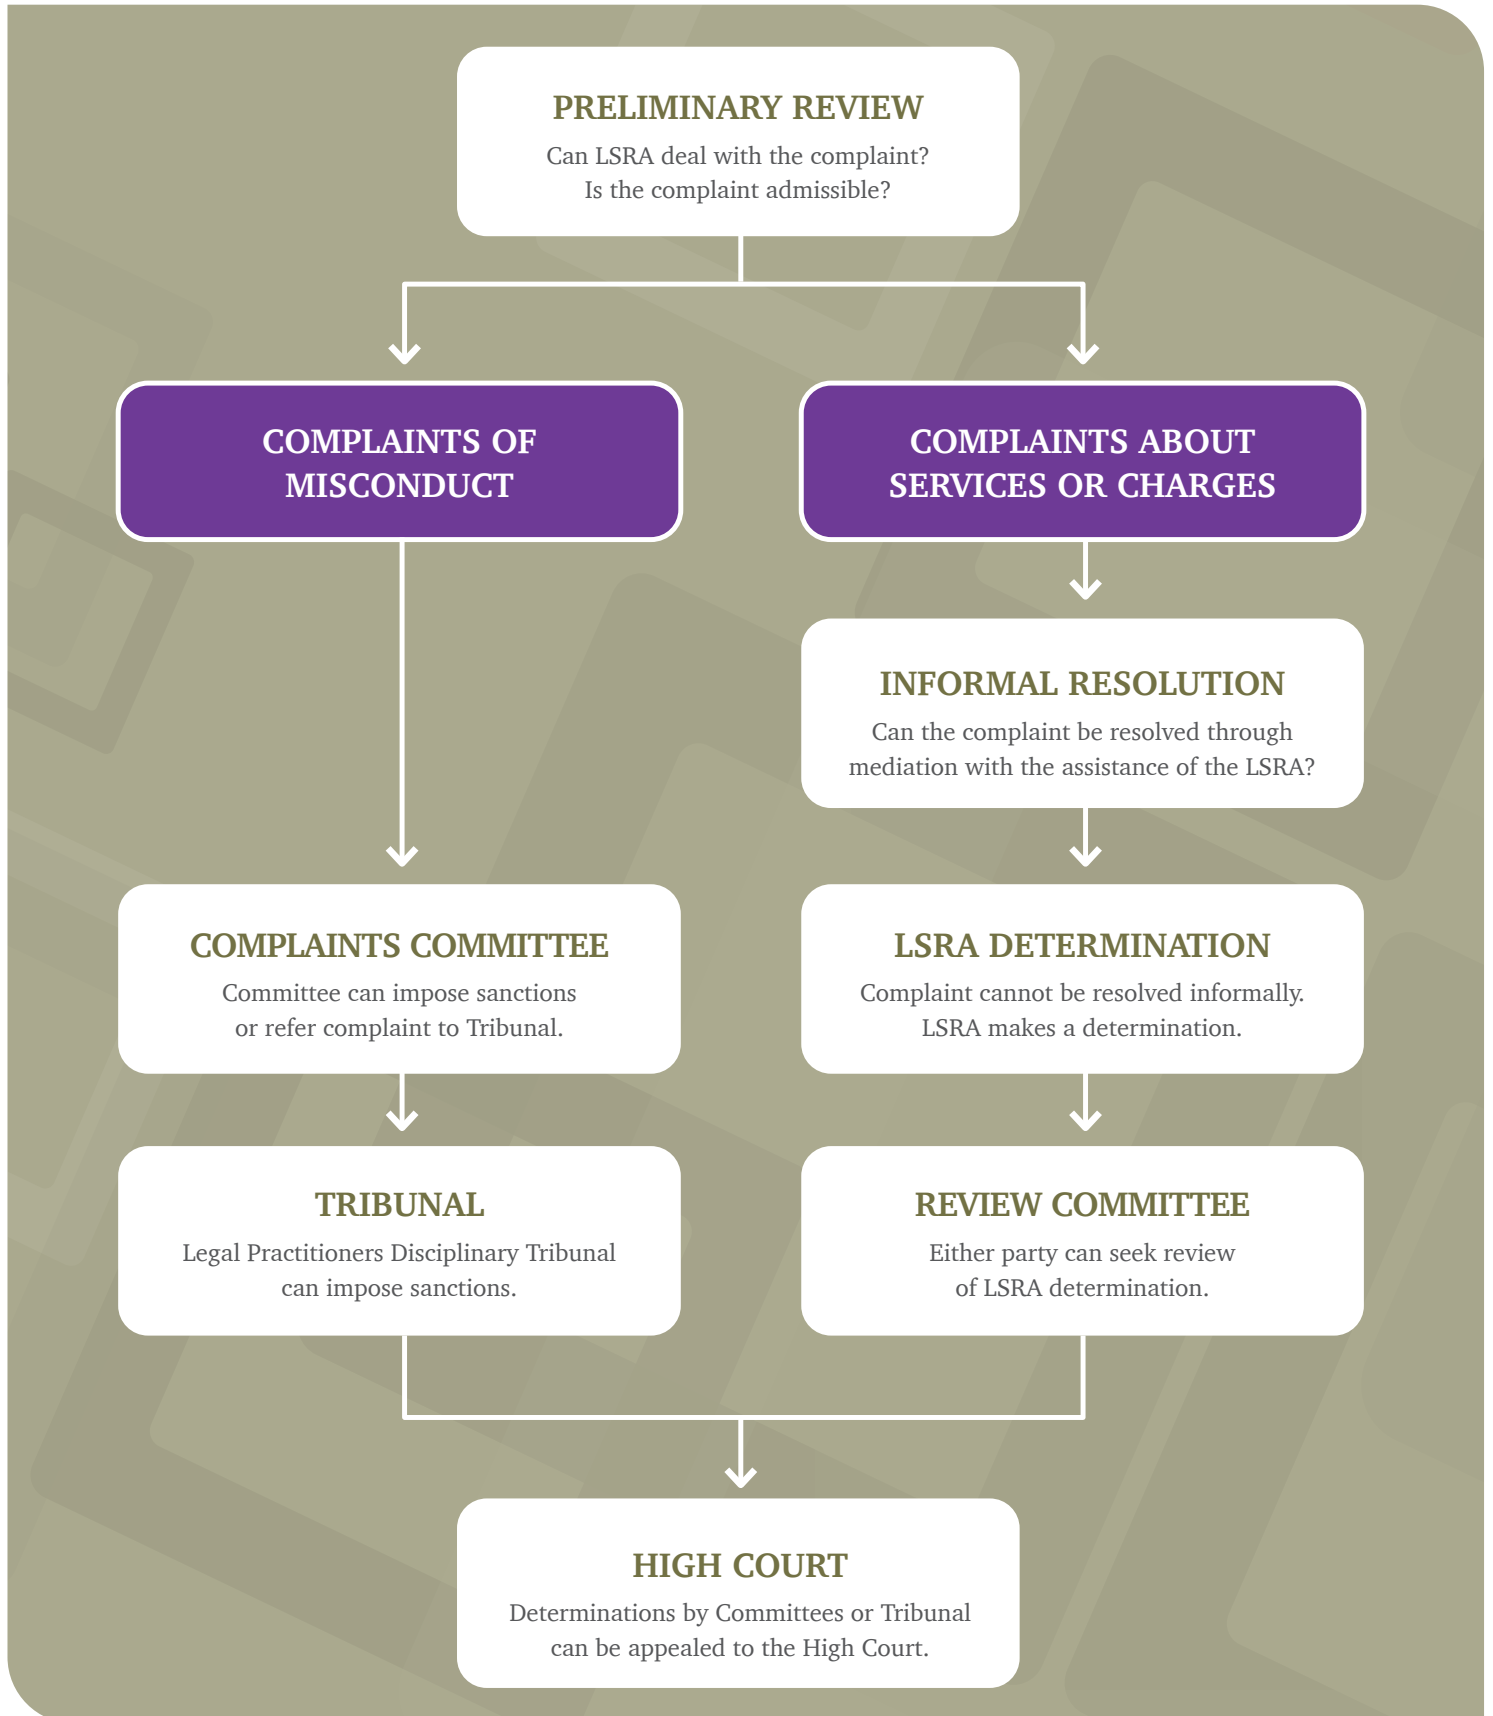 PRELIMINARY REVIEW
Can LSRA deal with the complaint?
Is the complaint admissible?
COMPLAINTS OF
MISCONDUCT
COMPLAINTS ABOUT
SERVICES OR CHARGES
INFORMAL RESOLUTION
Can the complaint be resolved through
mediation with the assistance of the LSRA?
COMPLAINTS COMMITTEE
Committee can impose sanctions
or refer complaint to Tribunal.
LSRA DETERMINATION
Complaint cannot be resolved informally.
LSRA makes a determination.
TRIBUNAL
Legal Practitioners Disciplinary Tribunal
can impose sanctions.
REVIEW COMMITTEE
Either party can seek review
of LSRA determination.
HIGH COURT
Determinations by Committees or Tribunal
can be appealed to the High Court.